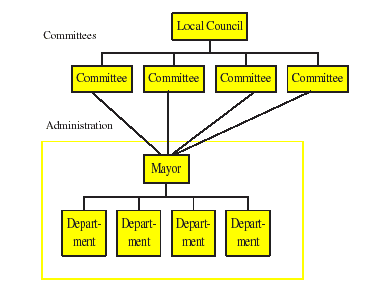 Local Council
Committees
Committee Committee Committee Committee
Administration
Mayor
Depart- Depart- Depart- Depart-
ment ment ment ment